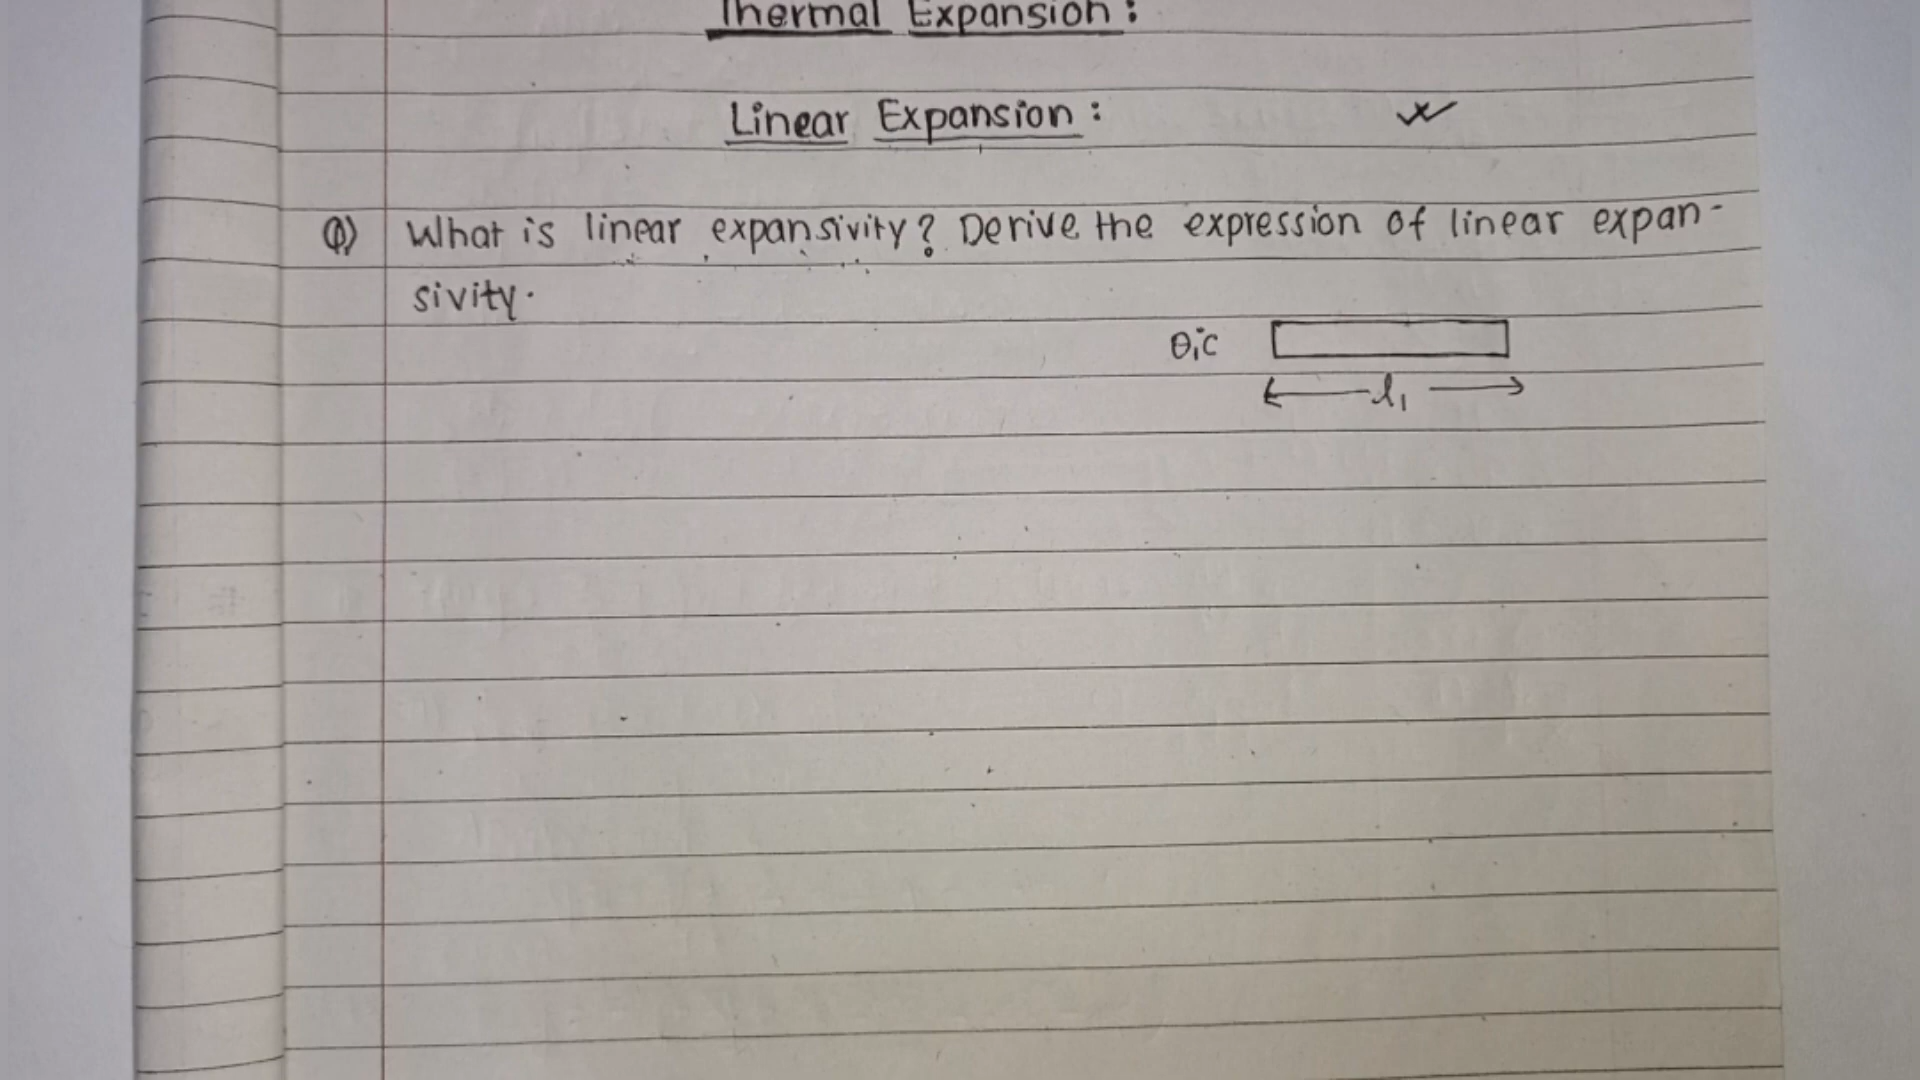 Thermal Expansion:
Linear Expansion:
Q) What is linear expansivity? Derive the expression of linear expan-
sivity.
θ₁°C
l₁